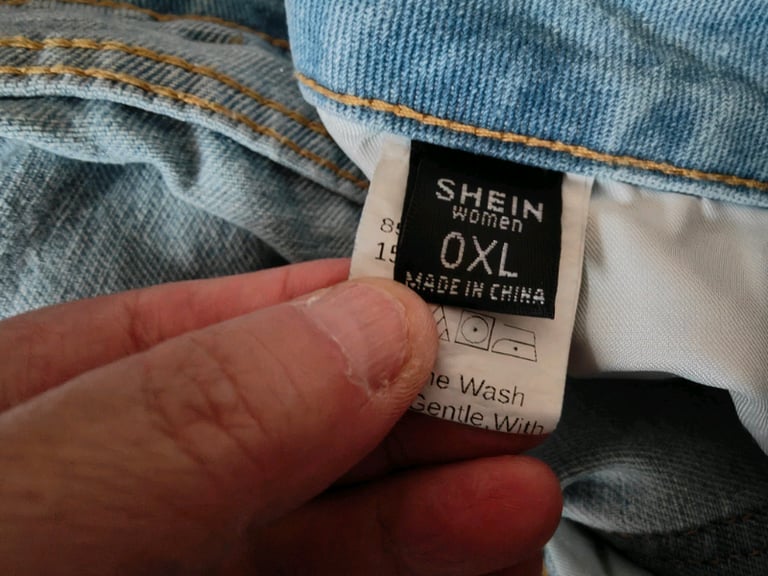 SHEIN
women
0XL
MADE IN CHINA
Wash
Gentle, With